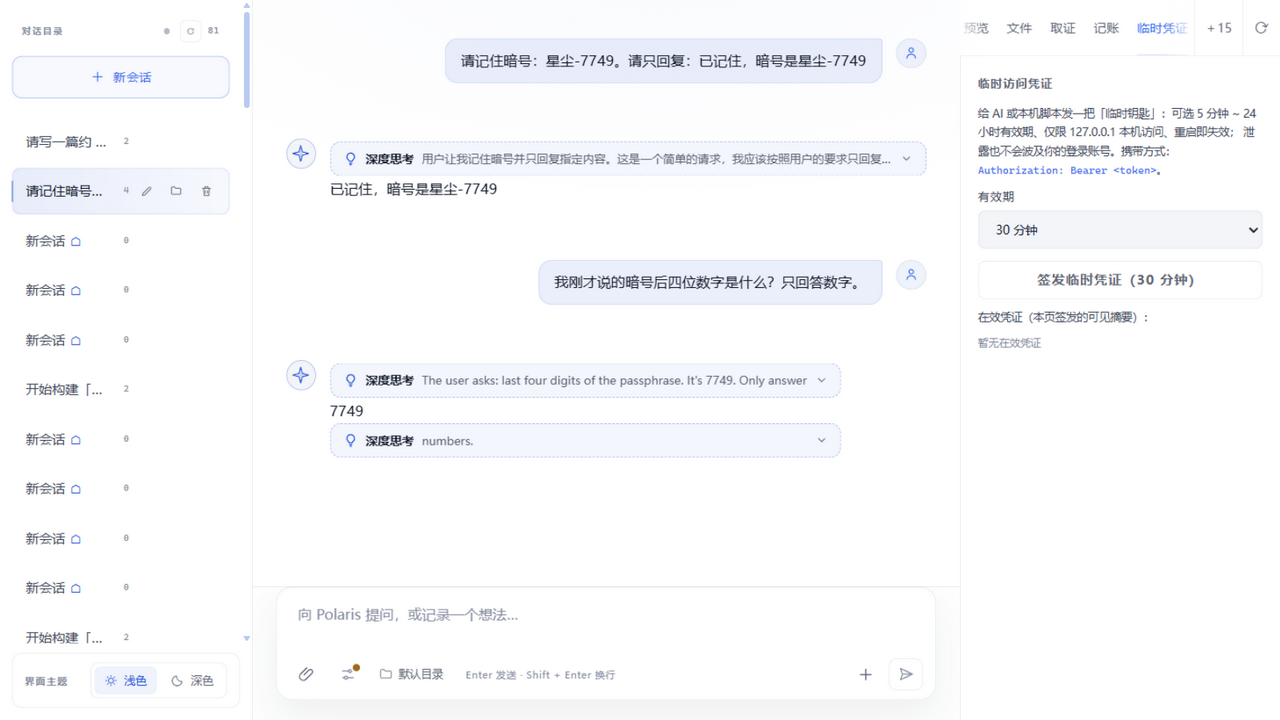 对话目录
81
新会话
请写一篇约 ... 2
请记住暗号... 4
新会话 0
新会话 0
新会话 0
开始构建「... 2
新会话 0
新会话 0
新会话 0
新会话 0
开始构建「... 2
界面主题
浅色
深色
请记住暗号：星尘-7749。请只回复：已记住，暗号是星尘-7749
深度思考 用户让我记住暗号并只回复指定内容。这是一个简单的请求，我应该按照用户的要求只回复...
已记住，暗号是星尘-7749
我刚才说的暗号后四位数字是什么？只回答数字。
深度思考 The user asks: last four digits of the passphrase. It's 7749. Only answer
7749
深度思考 numbers.
向 Polaris 提问，或记录一个想法...
默认目录
Enter 发送 · Shift + Enter 换行
预览 文件 取证 记账 临时凭证 +15
临时访问凭证
给 AI 或本机脚本发一把「临时钥匙」：可选 5 分钟 ~ 24
小时有效期、仅限 127.0.0.1 本机访问、重启即失效； 泄
露也不会波及你的登录账号。携带方式：
Authorization: Bearer <token>。
有效期
30 分钟
签发临时凭证（30 分钟）
在效凭证（本页签发的可见摘要）：
暂无在效凭证